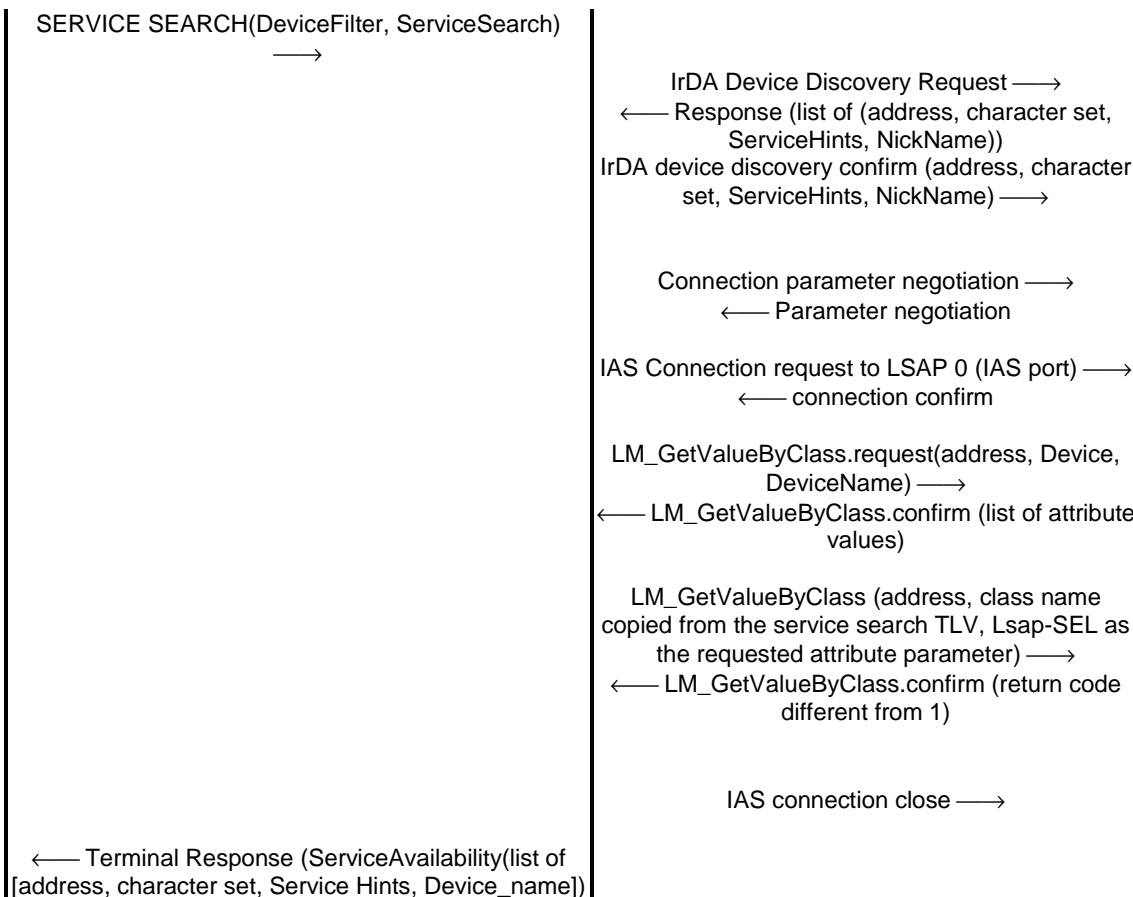 SERVICE SEARCH(DeviceFilter, ServiceSearch)
⟶
IrDA Device Discovery Request ⟶
⟵ Response (list of (address, character set,
ServiceHints, NickName))
IrDA device discovery confirm (address, character
set, ServiceHints, NickName) ⟶
Connection parameter negotiation ⟶
⟵ Parameter negotiation
IAS Connection request to LSAP 0 (IAS port) ⟶
⟵ connection confirm
LM_GetValueByClass.request(address, Device,
DeviceName) ⟶
⟵ LM_GetValueByClass.confirm (list of attribute
values)
LM_GetValueByClass (address, class name
copied from the service search TLV, Lsap-SEL as
the requested attribute parameter) ⟶
⟵ LM_GetValueByClass.confirm (return code
different from 1)
IAS connection close ⟶
⟵ Terminal Response (ServiceAvailability(list of
[address, character set, Service Hints, Device_name])